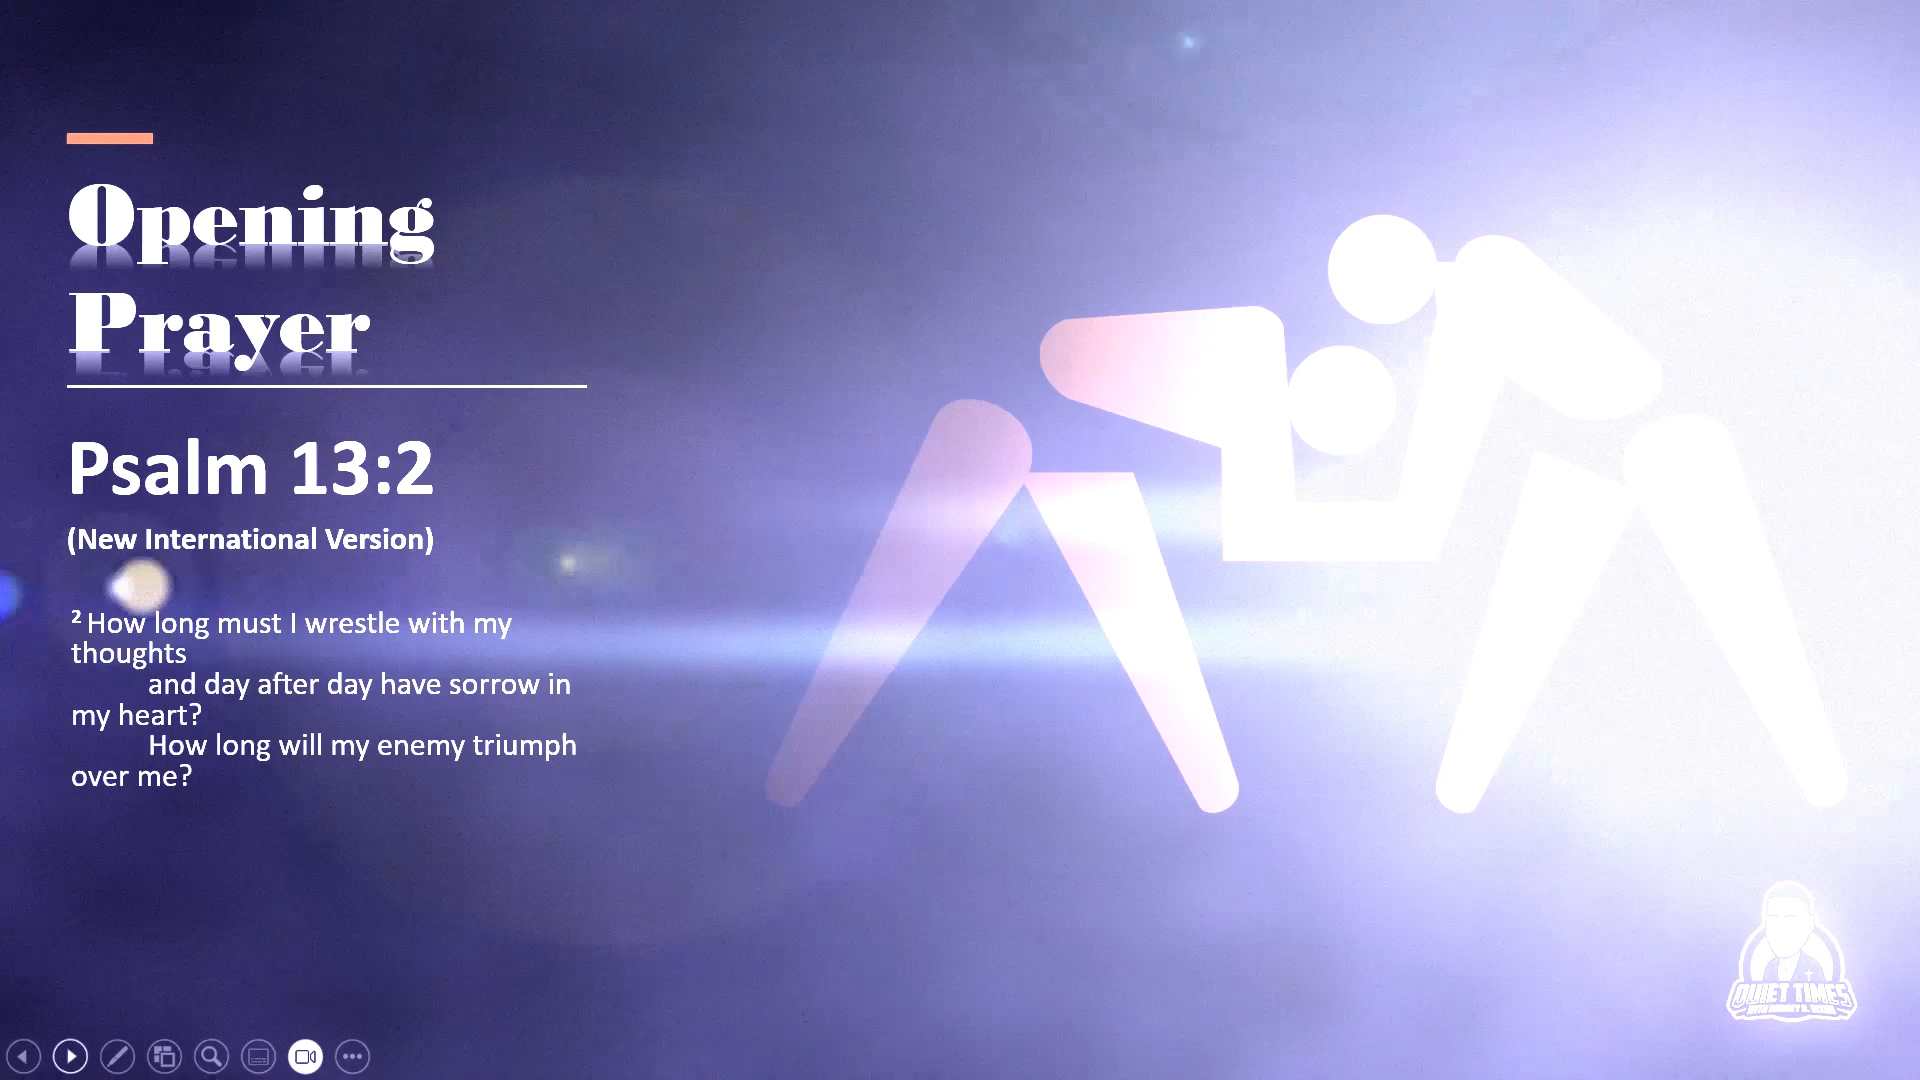 Opening
Prayer
Psalm 13:2
(New International Version)
² How long must I wrestle with my
thoughts
and day after day have sorrow in
my heart?
How long will my enemy triumph
over me?
QUIET TIMES